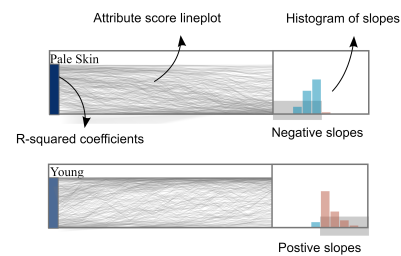 Attribute score lineplot
Histogram of slopes
Pale Skin
R-squared coefficients
Negative slopes
Young
Postive slopes